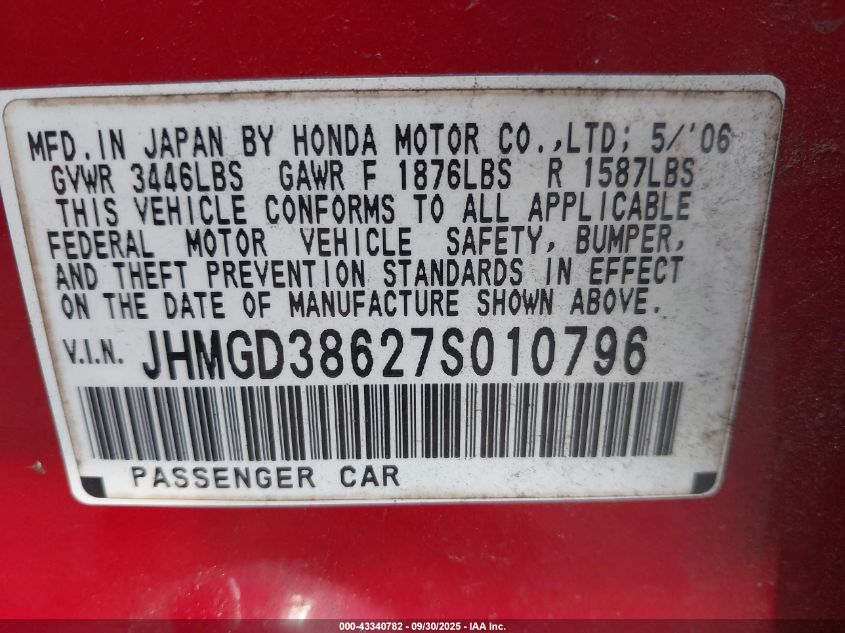 MFD. IN JAPAN BY HONDA MOTOR CO.,LTD; 5/'06
GVWR 3446LBS GAWR F 1876LBS R 1587LBS
THIS VEHICLE CONFORMS TO ALL APPLICABLE
FEDERAL MOTOR VEHICLE SAFETY, BUMPER,
AND THEFT PREVENTION STANDARDS IN EFFECT
ON THE DATE OF MANUFACTURE SHOWN ABOVE.
V.I.N. JHMGD38627S010796
PASSENGER CAR
000-43340782 - 09/30/2025 - IAA Inc.